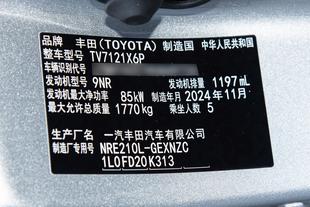 品牌 丰田(TOYOTA) 制造国 中华人民共和国
整车型号 TV7121X6P
车辆识别代号
发动机型号 9NR 发动机排量 1197 mL
发动机最大净功率 85kW 制造年月 2024年11月
最大允许总质量 1770kg 乘坐人数 5
生产厂名 一汽丰田汽车有限公司
制造厂专用号 NRE210L-GEXNZC
1L0FD20K313